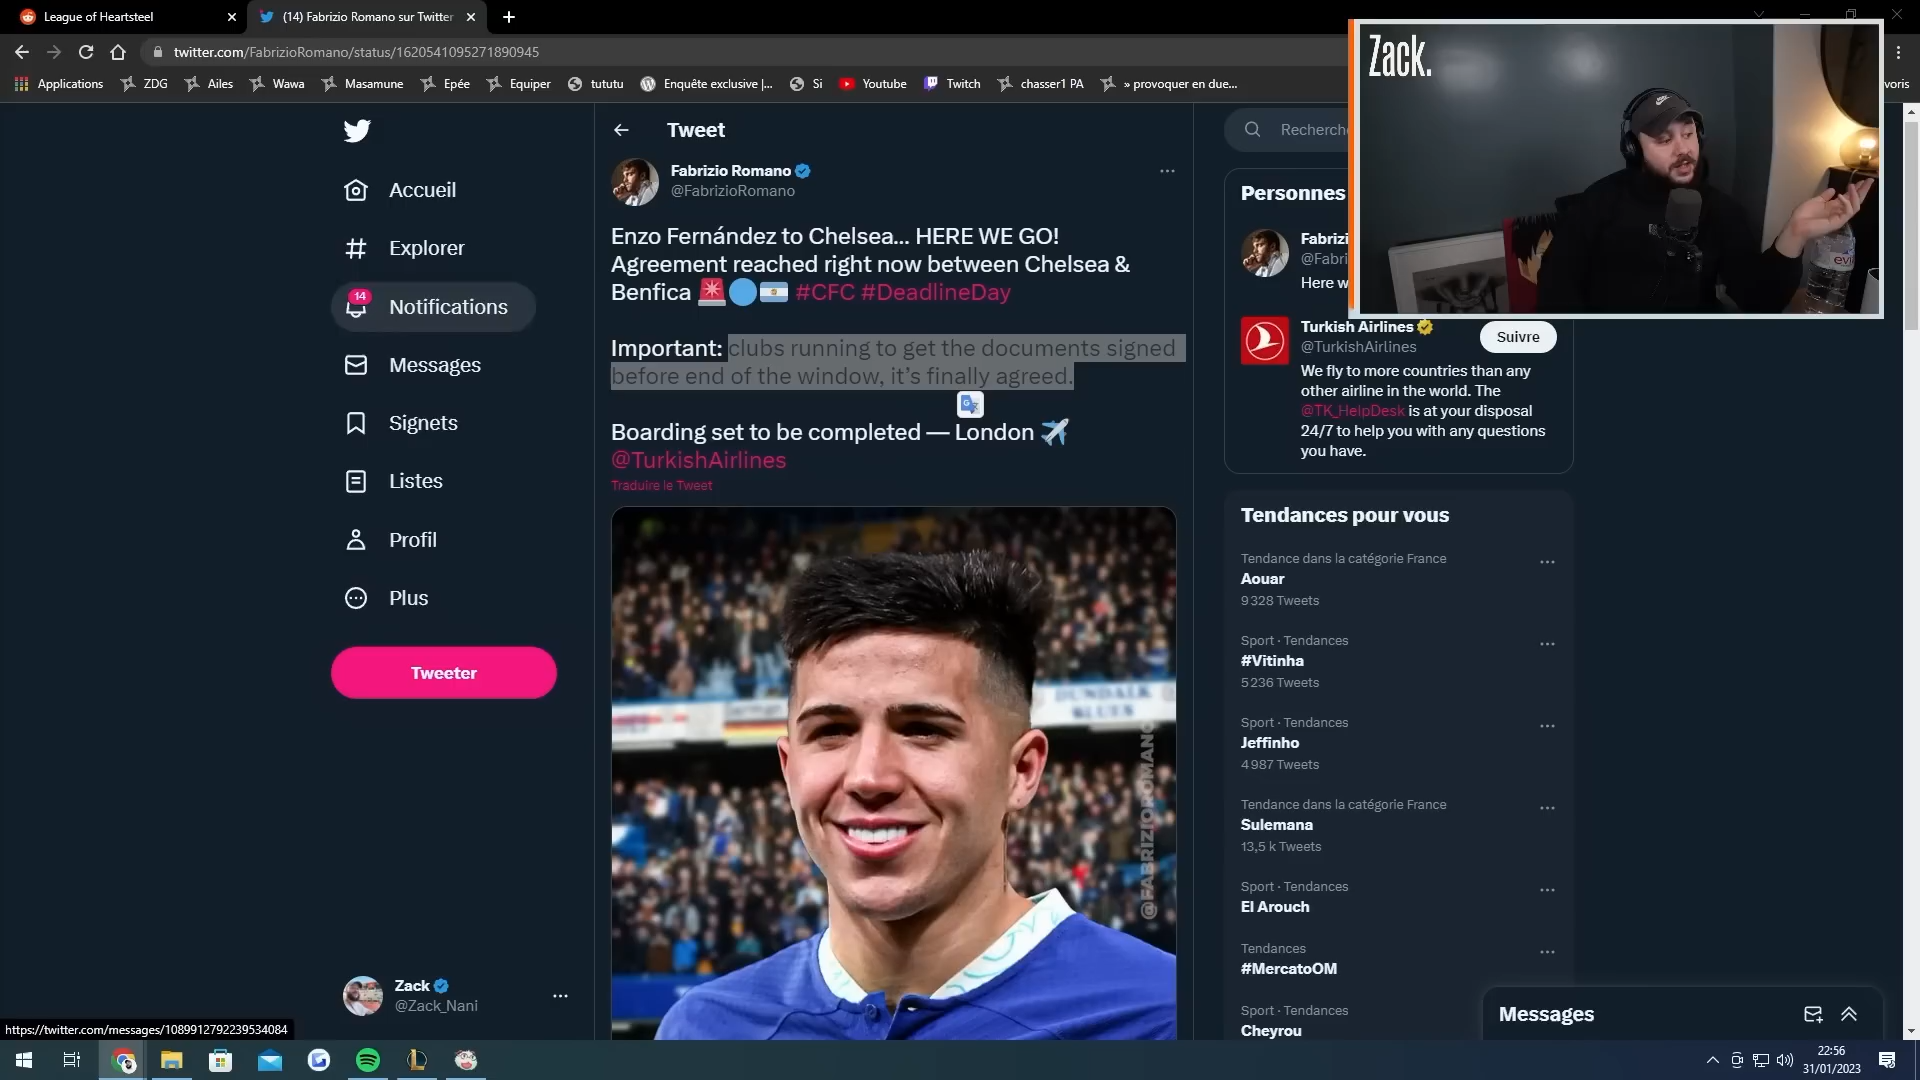 League of Heartsteel
(14) Fabrizio Romano sur Twitter
twitter.com/FabrizioRomano/status/1620541095271890945
Applications
ZDG
Ailes
Wawa
Masamune
Epée
Equiper
tututu
Enquête exclusive |...
Si
Youtube
Twitch
chasser1 PA
» provoquer en due...
voris
Zack.
evi
Accueil
Explorer
14
Notifications
Messages
Signets
Listes
Profil
Plus
Tweeter
Zack
@Zack_Nani
https://twitter.com/messages/1089912792239534084
Tweet
Fabrizio Romano
@FabrizioRomano
Enzo Fernández to Chelsea... HERE WE GO!
Agreement reached right now between Chelsea &
Benfica 🚨🔵🇦🇷 #CFC #DeadlineDay
Important: clubs running to get the documents signed
before end of the window, it's finally agreed.
Boarding set to be completed — London ✈️
@TurkishAirlines
Traduire le Tweet
DUNDALK
BLUES
@FABRIZIOROMANO
Recherch
Personnes
Fabrizi
@Fabri
Here w
Turkish Airlines
@TurkishAirlines
Suivre
We fly to more countries than any
other airline in the world. The
@TK_HelpDesk is at your disposal
24/7 to help you with any questions
you have.
Tendances pour vous
Tendance dans la catégorie France
Aouar
9 328 Tweets
Sport · Tendances
#Vitinha
5 236 Tweets
Sport · Tendances
Jeffinho
4 987 Tweets
Tendance dans la catégorie France
Sulemana
13,5 k Tweets
Sport · Tendances
El Arouch
Tendances
#MercatoOM
Sport · Tendances
Cheyrou
Messages
22:56
31/01/2023